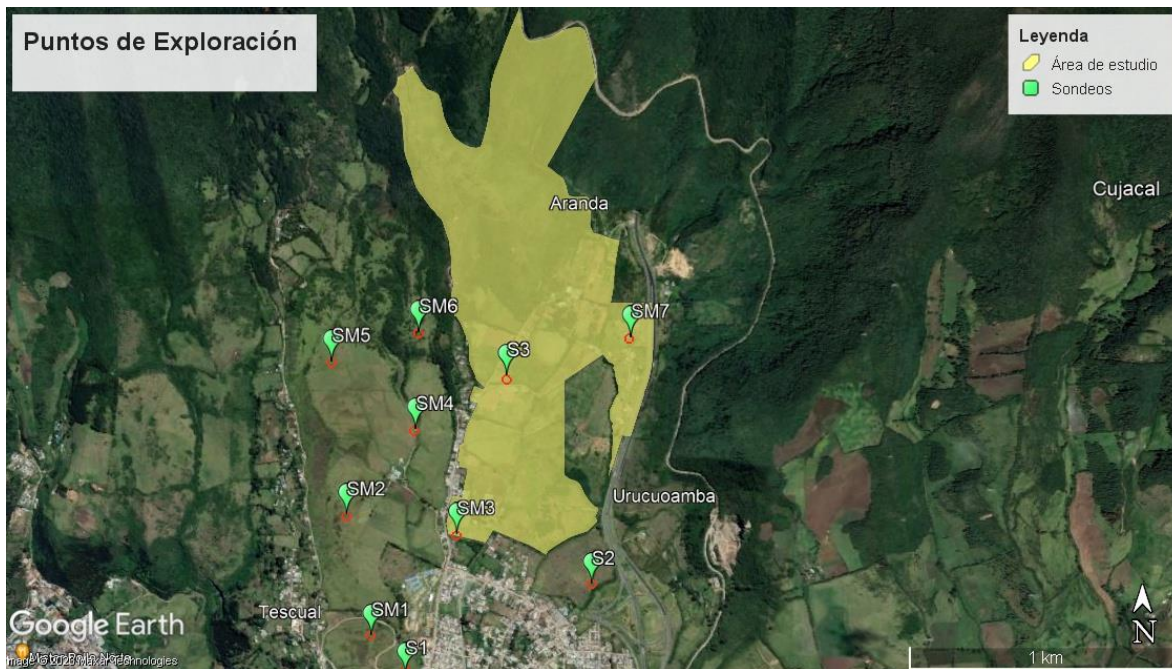 Puntos de Exploración
Leyenda
Área de estudio
Sondeos
Cujacal
Aranda
SM6
SM7
SM5
S3
SM4
SM2
Urucuoamba
SM3
S2
Tescual
SM1
S1
Google Earth
N
1 km